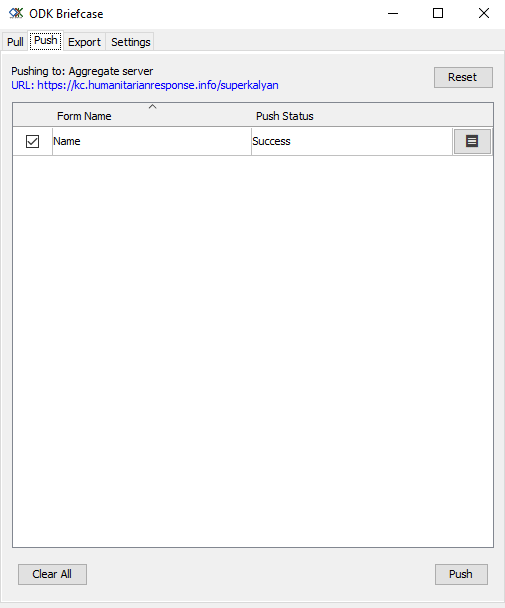 ODK Briefcase
Pull Push Export Settings
Pushing to: Aggregate server
Reset
URL: https://kc.humanitarianresponse.info/superkalyan
Form Name Push Status
Name Success
Clear All Push